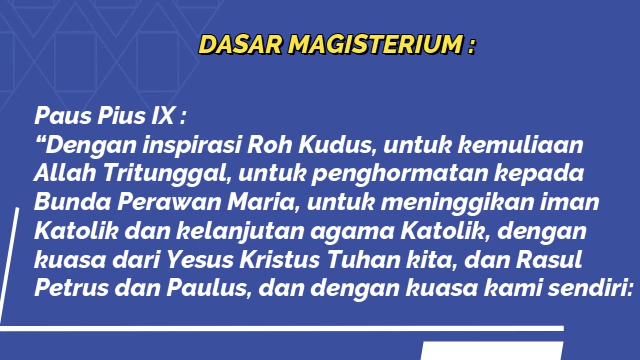 DASAR MAGISTERIUM :
Paus Pius IX :
“Dengan inspirasi Roh Kudus, untuk kemuliaan
Allah Tritunggal, untuk penghormatan kepada
Bunda Perawan Maria, untuk meninggikan iman
Katolik dan kelanjutan agama Katolik, dengan
kuasa dari Yesus Kristus Tuhan kita, dan Rasul
Petrus dan Paulus, dan dengan kuasa kami sendiri: